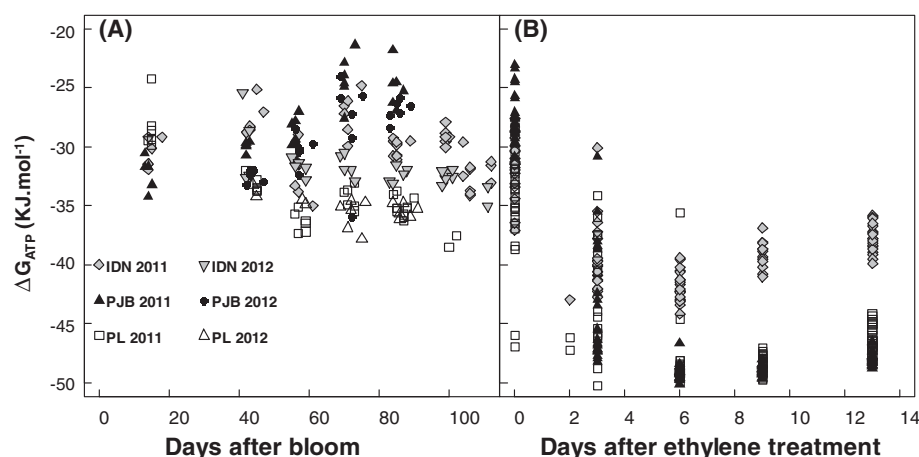 (A)
(B)
-20
-25
-30
-35
-40
-45
-50
ΔG_ATP (KJ.mol⁻¹)
IDN 2011
IDN 2012
PJB 2011
PJB 2012
PL 2011
PL 2012
0 20 40 60 80 100
0 2 4 6 8 10 12 14
Days after bloom
Days after ethylene treatment